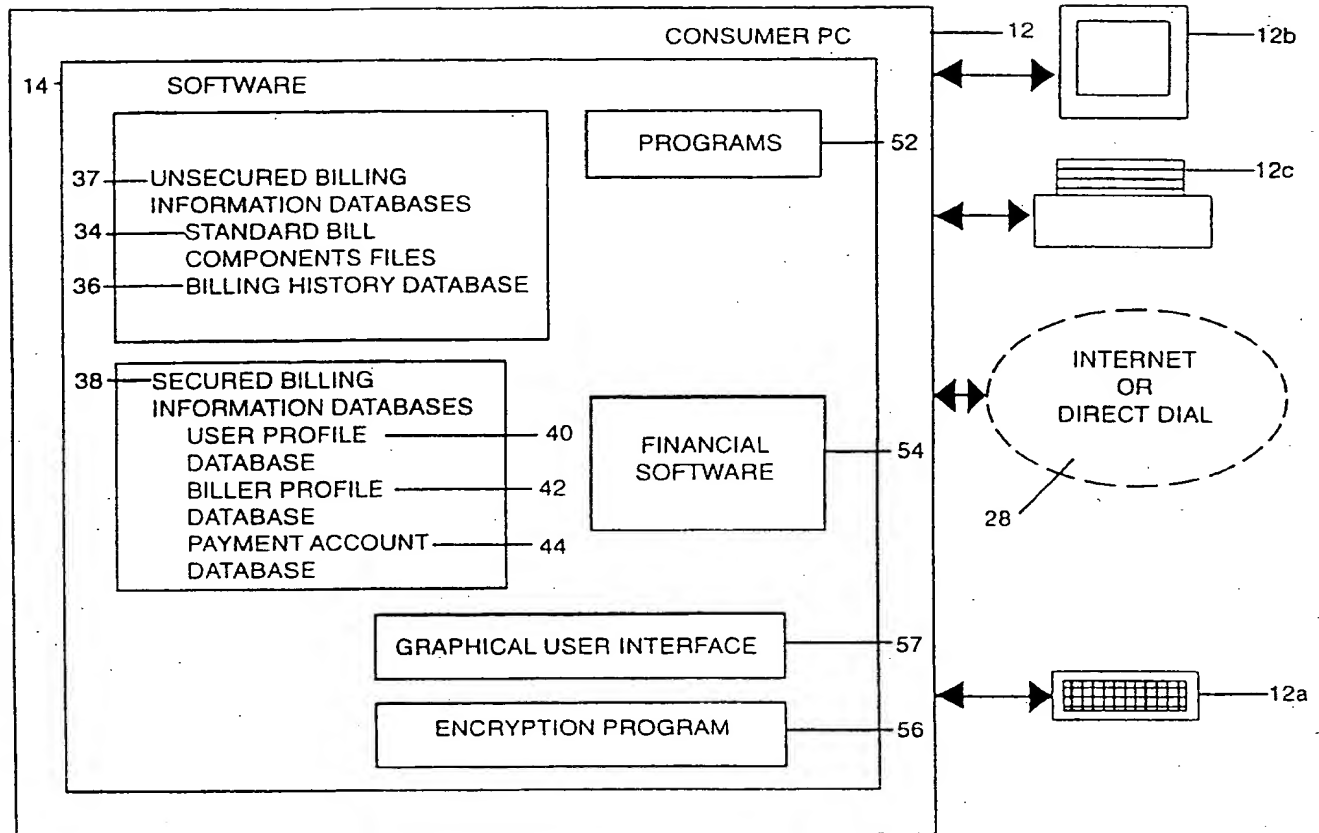 CONSUMER PC
12
12b
14
SOFTWARE
PROGRAMS
52
12c
37
UNSECURED BILLING
INFORMATION DATABASES
34
STANDARD BILL
COMPONENTS FILES
36
BILLING HISTORY DATABASE
INTERNET
OR
DIRECT DIAL
28
38
SECURED BILLING
INFORMATION DATABASES
USER PROFILE
40
DATABASE
BILLER PROFILE
42
DATABASE
PAYMENT ACCOUNT
44
DATABASE
FINANCIAL
SOFTWARE
54
GRAPHICAL USER INTERFACE
57
12a
ENCRYPTION PROGRAM
56